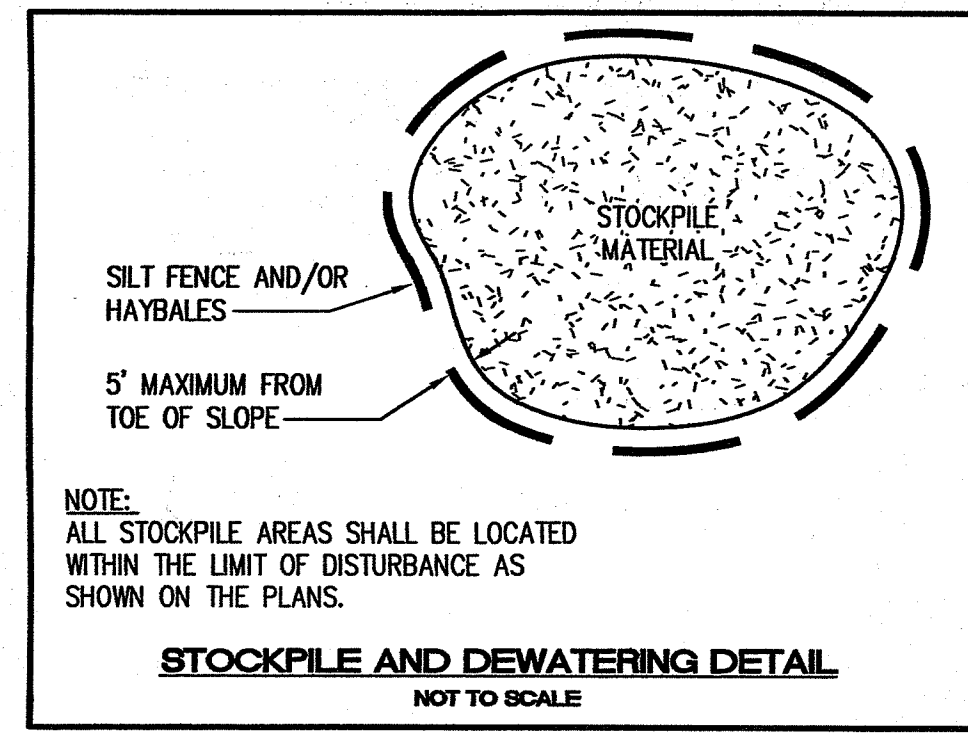 STOCKPILE
MATERIAL
SILT FENCE AND/OR
HAYBALES
5' MAXIMUM FROM
TOE OF SLOPE
NOTE:
ALL STOCKPILE AREAS SHALL BE LOCATED
WITHIN THE LIMIT OF DISTURBANCE AS
SHOWN ON THE PLANS.
STOCKPILE AND DEWATERING DETAIL
NOT TO SCALE